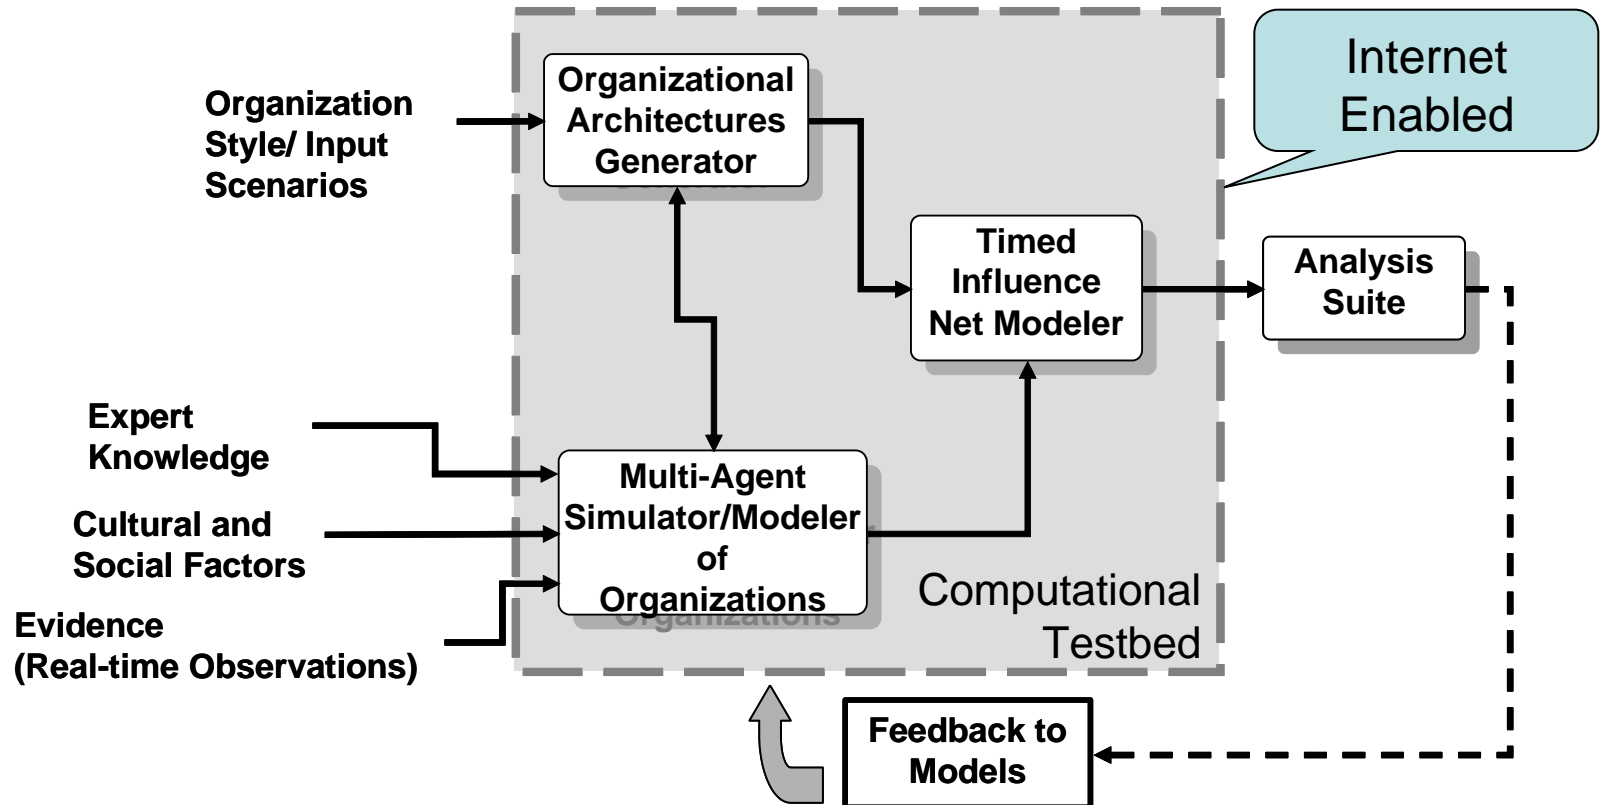 Internet
Enabled
Organization
Style/ Input
Scenarios
Organizational
Architectures
Generator
Timed
Influence
Net Modeler
Analysis
Suite
Expert
Knowledge
Cultural and
Social Factors
Evidence
(Real-time Observations)
Multi-Agent
Simulator/Modeler
of
Organizations
Computational
Testbed
Feedback to
Models